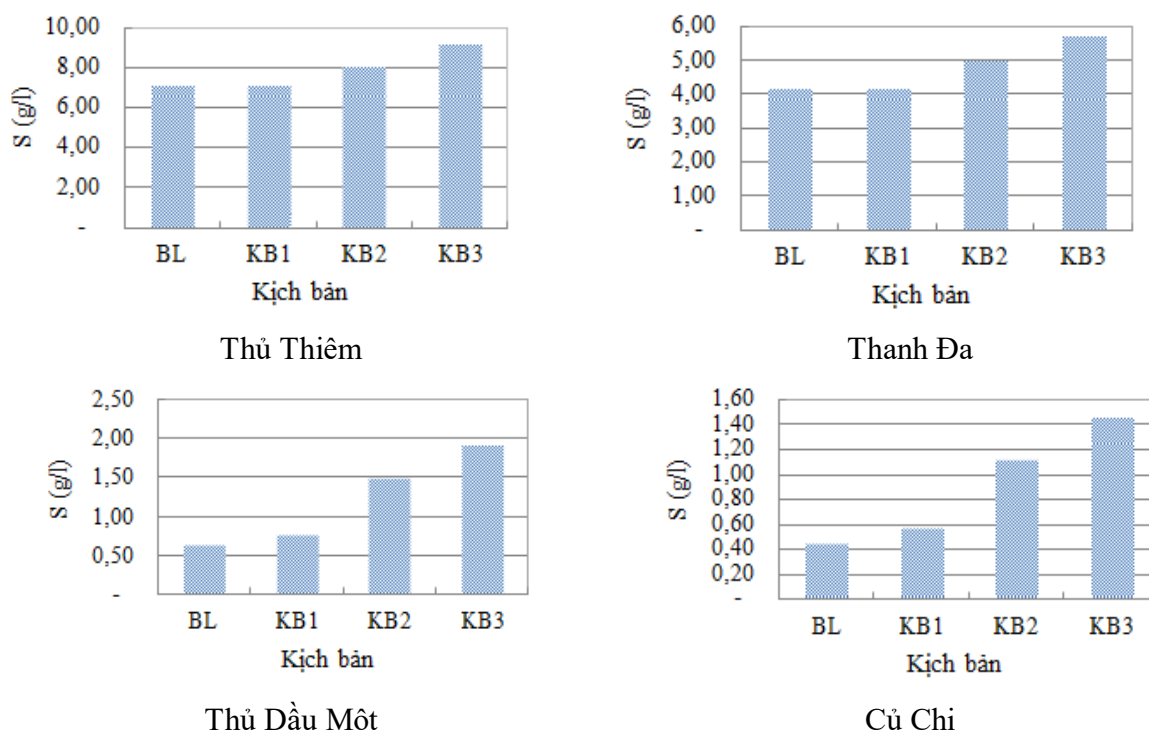 10,00
8,00
6,00
4,00
2,00
-
S (g/l)
BL KB1 KB2 KB3
Kịch bản
Thủ Thiêm
6,00
5,00
4,00
3,00
2,00
1,00
-
S (g/l)
BL KB1 KB2 KB3
Kịch bản
Thanh Đa
2,50
2,00
1,50
1,00
0,50
-
S (g/l)
BL KB1 KB2 KB3
Kịch bản
Thủ Dầu Môt
1,60
1,40
1,20
1,00
0,80
0,60
0,40
0,20
-
S (g/l)
BL KB1 KB2 KB3
Kịch bản
Củ Chi